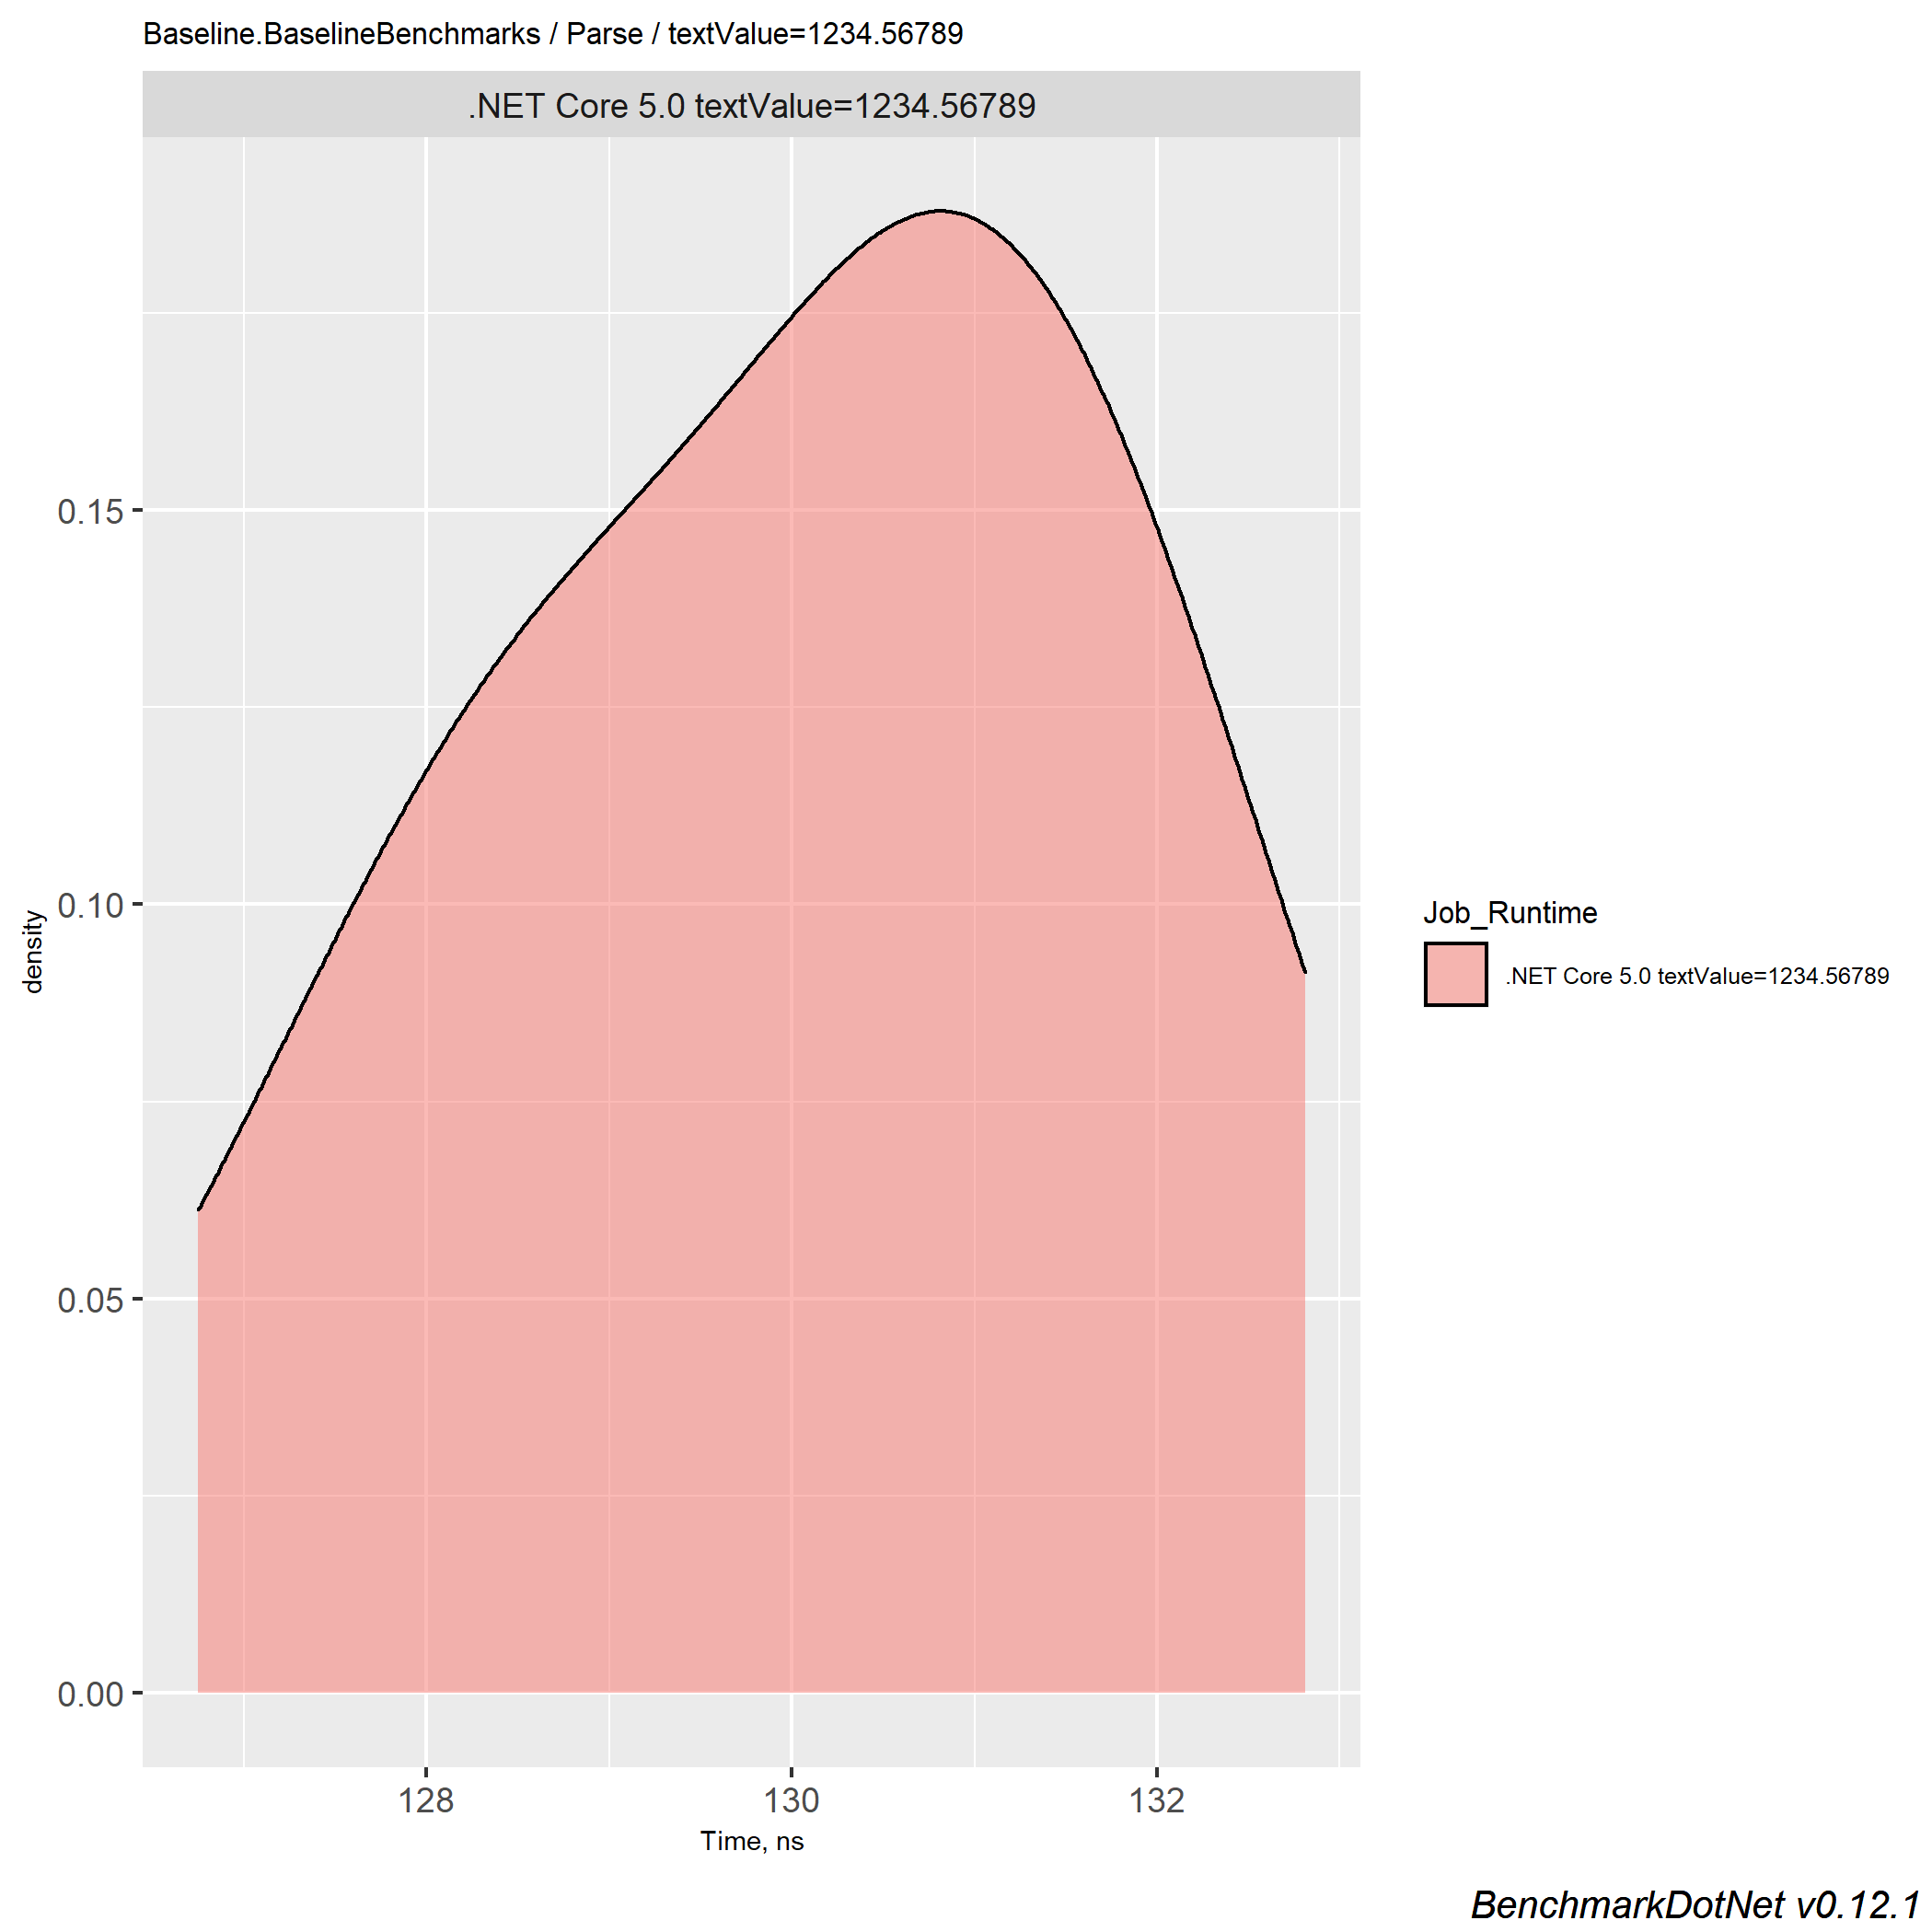 Baseline.BaselineBenchmarks / Parse / textValue=1234.56789
.NET Core 5.0 textValue=1234.56789
0.15
0.10
0.05
0.00
density
128 130 132
Time, ns
Job_Runtime
.NET Core 5.0 textValue=1234.56789
BenchmarkDotNet v0.12.1